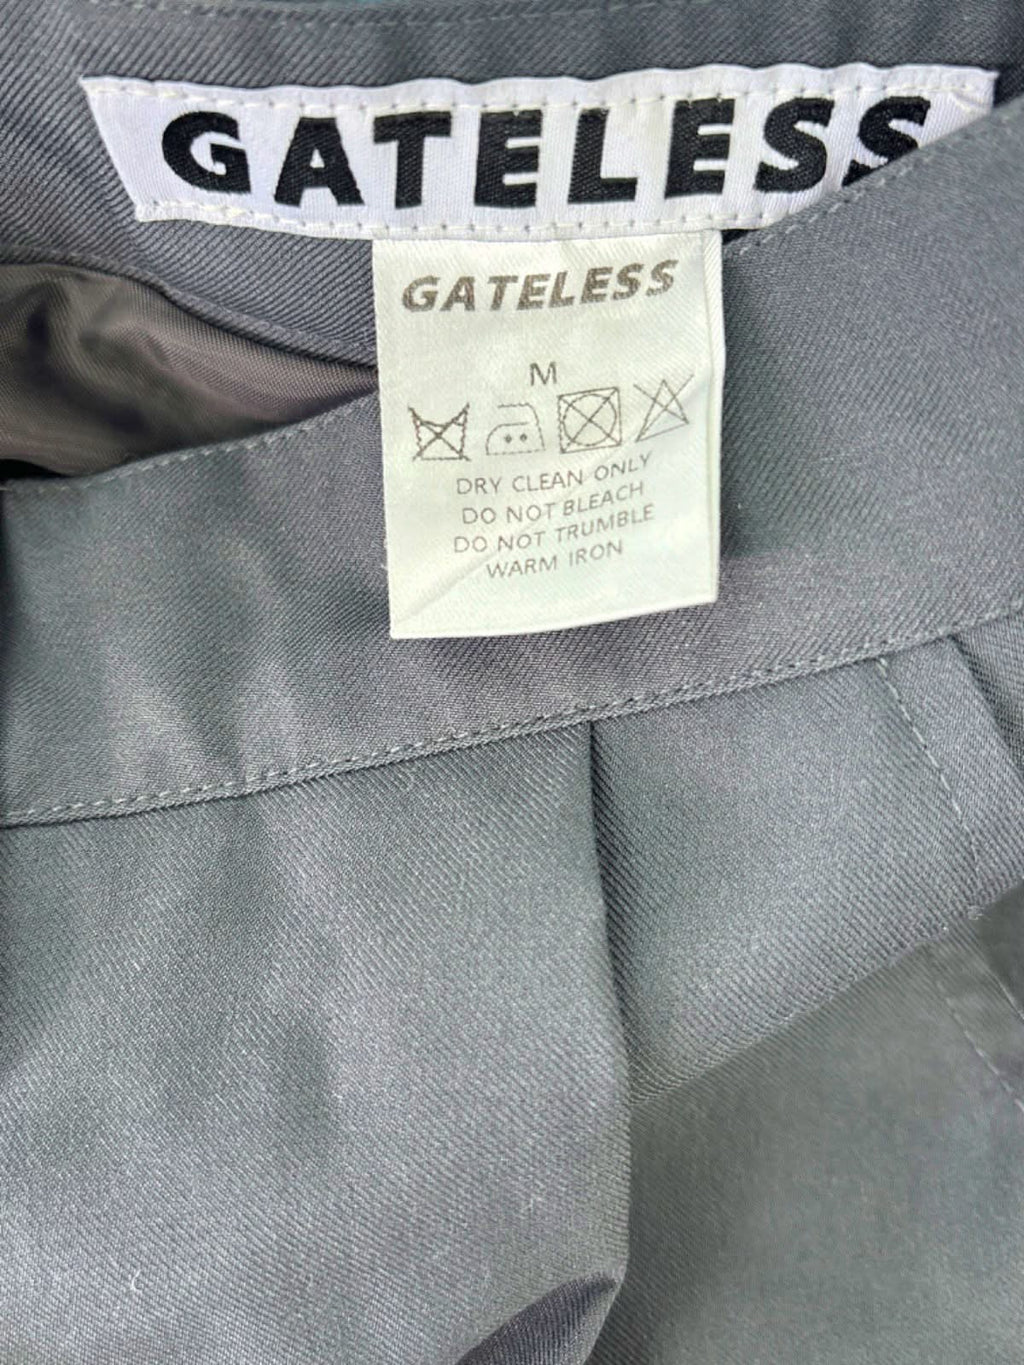 GATELESS
GATELESS
M
DRY CLEAN ONLY
DO NOT BLEACH
DO NOT TRUMBLE
WARM IRON